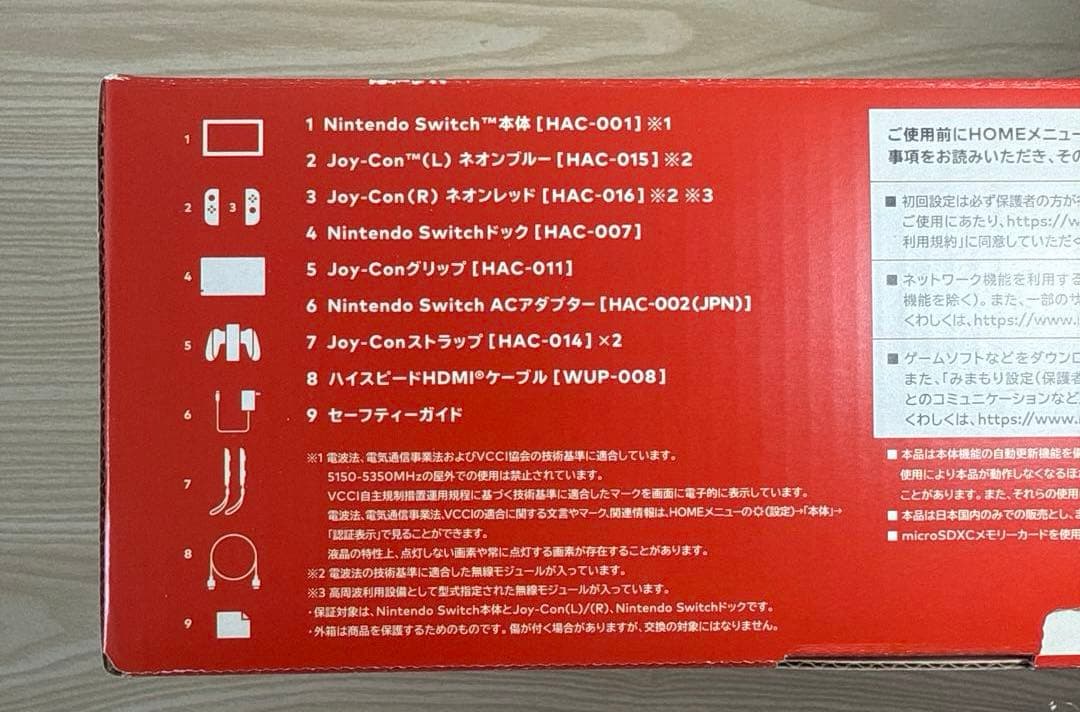 1 Nintendo Switch™本体 [HAC-001] ※1
2 Joy-Con™(L) ネオンブルー [HAC-015] ※2
3 Joy-Con(R) ネオンレッド [HAC-016] ※2 ※3
4 Nintendo Switchドック [HAC-007]
5 Joy-Conグリップ [HAC-011]
6 Nintendo Switch ACアダプター [HAC-002(JPN)]
7 Joy-Conストラップ [HAC-014] ×2
8 ハイスピードHDMI®ケーブル [WUP-008]
9 セーフティーガイド
1
2 3
4
5
6
7
8
9
※1 電波法、電気通信事業法およびVCCI協会の技術基準に適合しています。
5150-5350MHzの屋外での使用は禁止されています。
VCCI自主規制措置運用規程に基づく技術基準に適合したマークを画面に電子的に表示しています。
電波法、電気通信事業法、VCCIの適合に関する文言やマーク、関連情報は、HOMEメニューの(設定)→「本体」→
「認証表示」で見ることができます。
液晶の特性上、点灯しない画素や常に点灯する画素が存在することがあります。
※2 電波法の技術基準に適合した無線モジュールが入っています。
※3 高周波利用設備として型式指定された無線モジュールが入っています。
・保証対象は、Nintendo Switch本体とJoy-Con(L)/(R)、Nintendo Switchドックです。
・外箱は商品を保護するためのものです。傷が付く場合がありますが、交換の対象にはなりません。
ご使用前にHOMEメニュー
事項をお読みいただき、その
■ 初回設定は必ず保護者の方が
ご使用にあたり、https://w
利用規約」に同意していただ
■ ネットワーク機能を利用する
機能を除く)。また、一部のサ
くわしくは、https://www.
■ ゲームソフトなどをダウンロ
また、「みまもり設定(保護者
とのコミュニケーションなど
くわしくは、https://www.
■ 本品は本体機能の自動更新機能を
使用により本品が動作しなくなるほ
ことがあります。また、それらの使用
■ 本品は日本国内のみでの販売とし、
■ microSDXCメモリーカードを使用